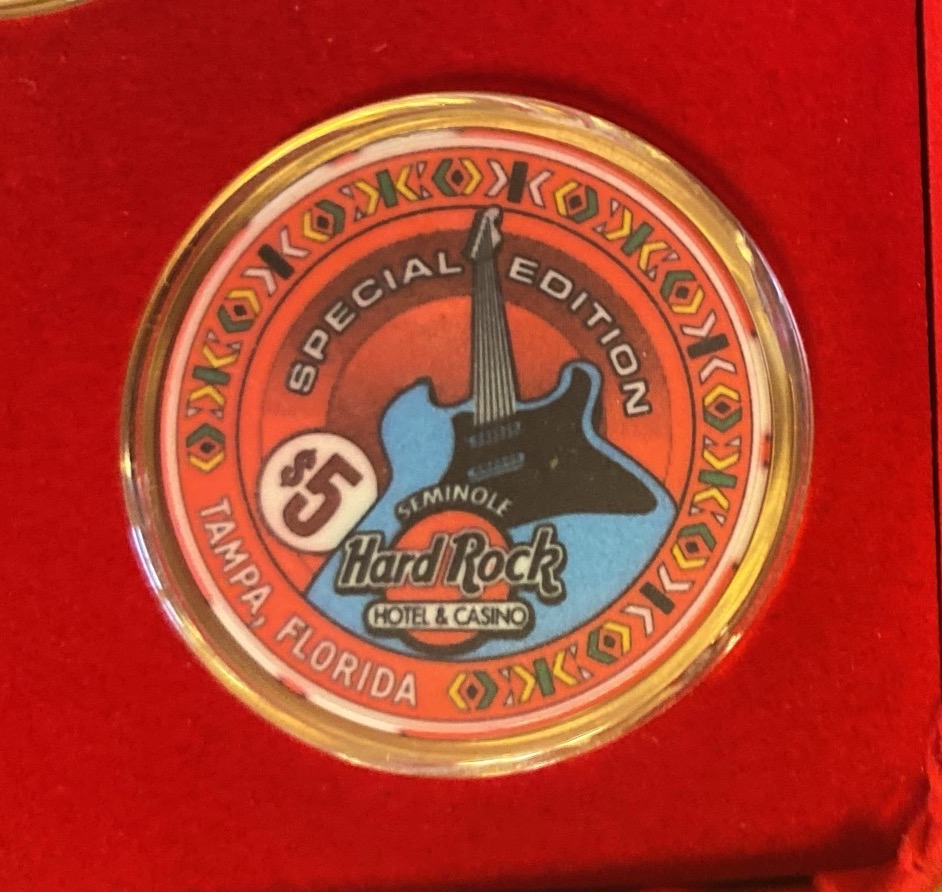 SPECIAL EDITION
$5
SEMINOLE
Hard Rock
HOTEL & CASINO
TAMPA, FLORIDA